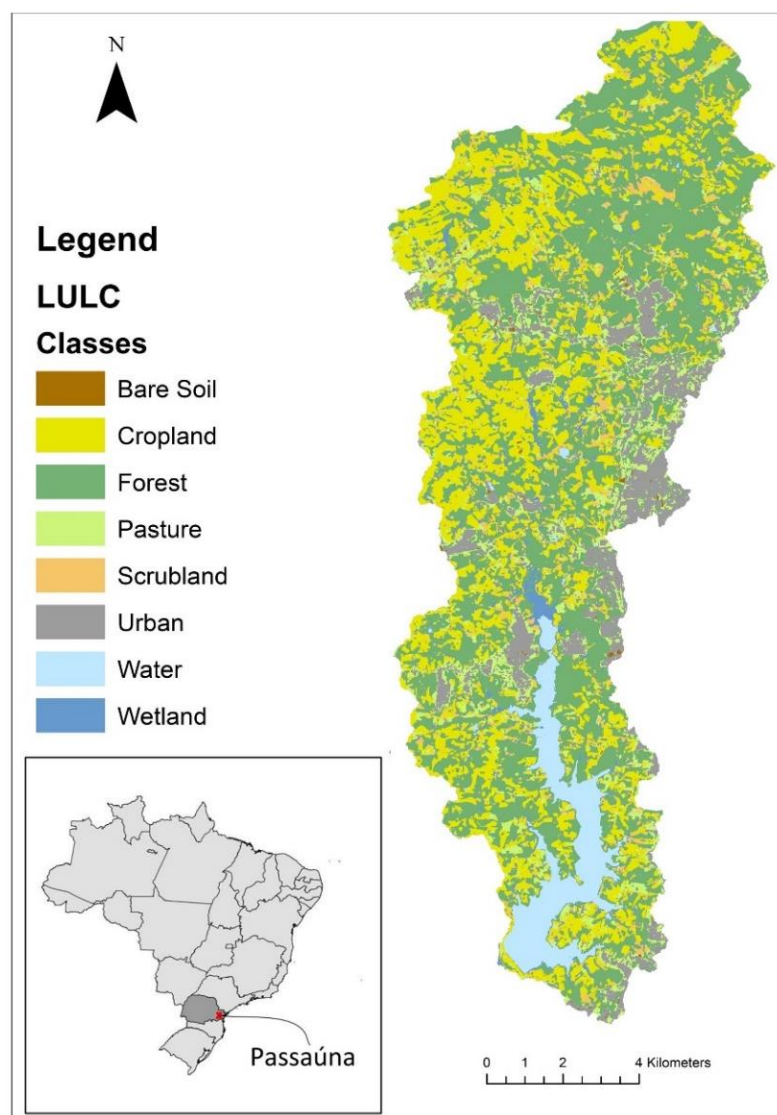 N
Legend
LULC
Classes
Bare Soil
Cropland
Forest
Pasture
Scrubland
Urban
Water
Wetland
Passaúna
0 1 2 4 Kilometers